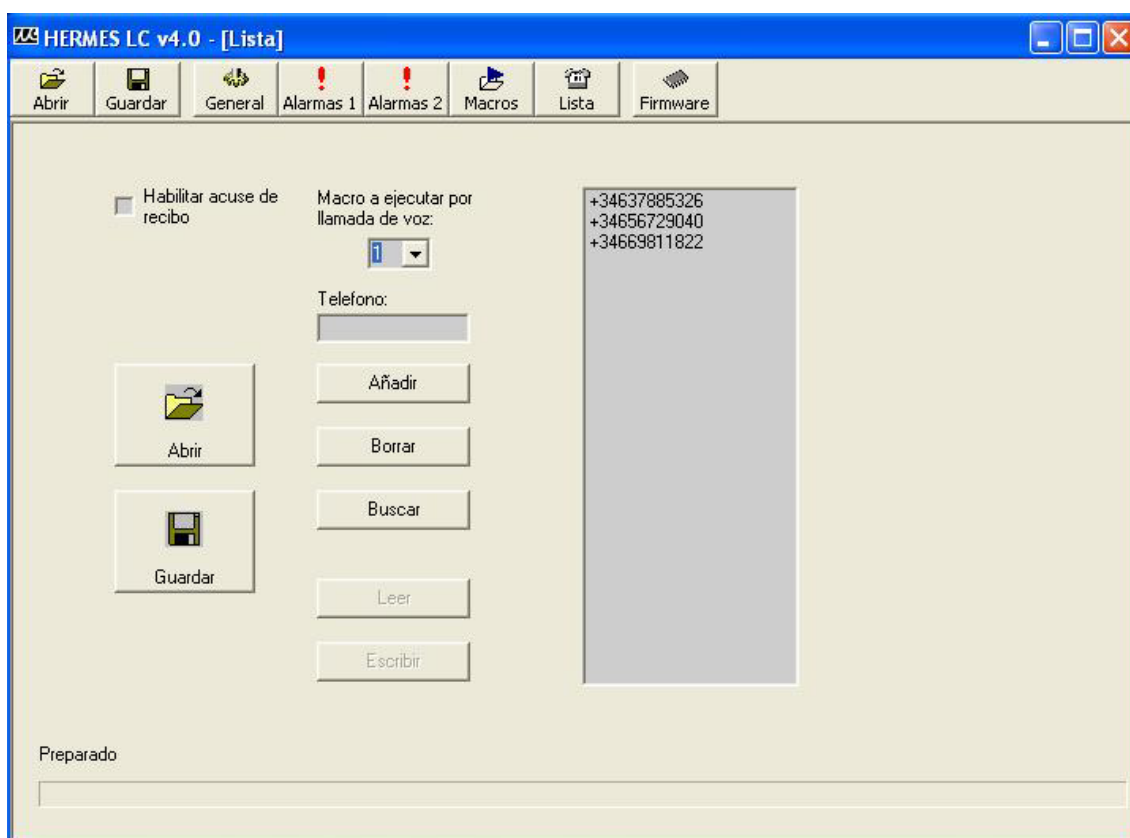 HERMES LC v4.0 - [Lista]
Abrir Guardar General Alarmas 1 Alarmas 2 Macros Lista Firmware
Habilitar acuse de
recibo
Macro a ejecutar por
llamada de voz:
1
Telefono:
Añadir
Borrar
Buscar
Leer
Escribir
Abrir
Guardar
+34637885326
+34656729040
+34669811822
Preparado